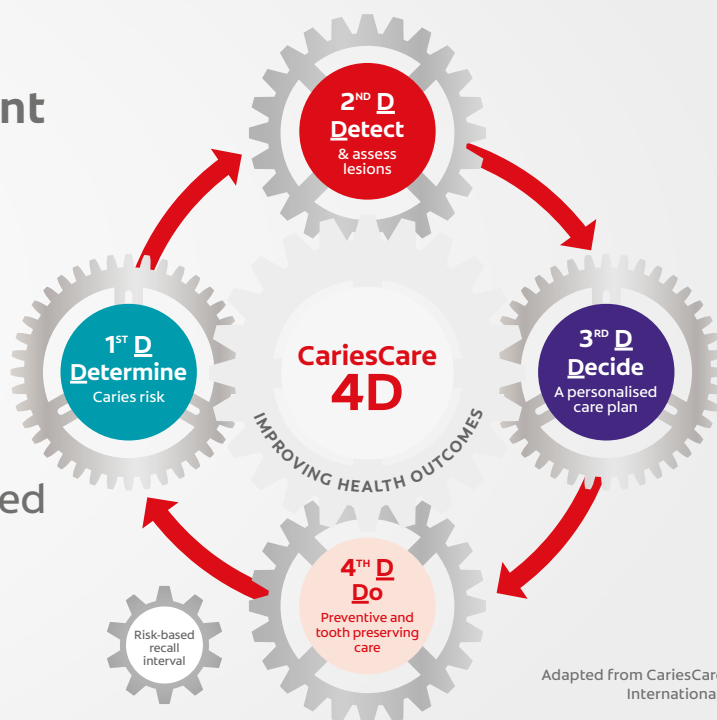 nt
2ND D
Detect
& assess
lesions
1ST D
Determine
Caries risk
CariesCare
4D
IMPROVING HEALTH OUTCOMES
3RD D
Decide
A personalised
care plan
ed
4TH D
Do
Preventive and
tooth preserving
care
Risk-based
recall
interval
Adapted from CariesCare
International